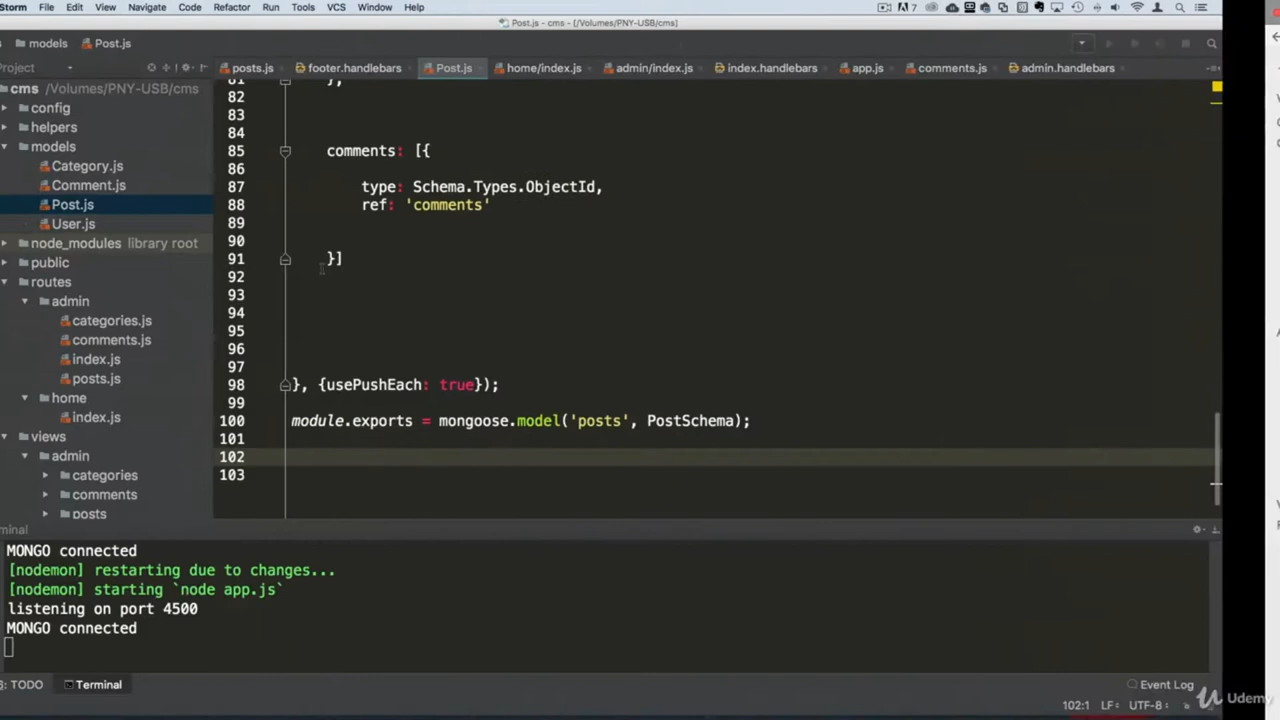 Storm File Edit View Navigate Code Refactor Run Tools VCS Window Help 7
Post.js - cms - [/Volumes/PNY-USB/cms]
models Post.js
Project posts.js footer.handlebars Post.js home/index.js admin/index.js index.handlebars app.js comments.js admin.handlebars
cms /Volumes/PNY-USB/cms
config
helpers
models
Category.js
Comment.js
Post.js
User.js
node_modules library root
public
routes
admin
categories.js
comments.js
index.js
posts.js
home
index.js
views
admin
categories
comments
posts
81 },
82
83
84
85 comments: [{
86
87 type: Schema.Types.ObjectId,
88 ref: 'comments'
89
90
91 }]
92
93
94
95
96
97
98 }, {usePushEach: true});
99
100 module.exports = mongoose.model('posts', PostSchema);
101
102
103
minal
MONGO connected
[nodemon] restarting due to changes...
[nodemon] starting `node app.js`
listening on port 4500
MONGO connected
6: TODO Terminal Event Log
102:1 LF÷ UTF-8÷
Udemy